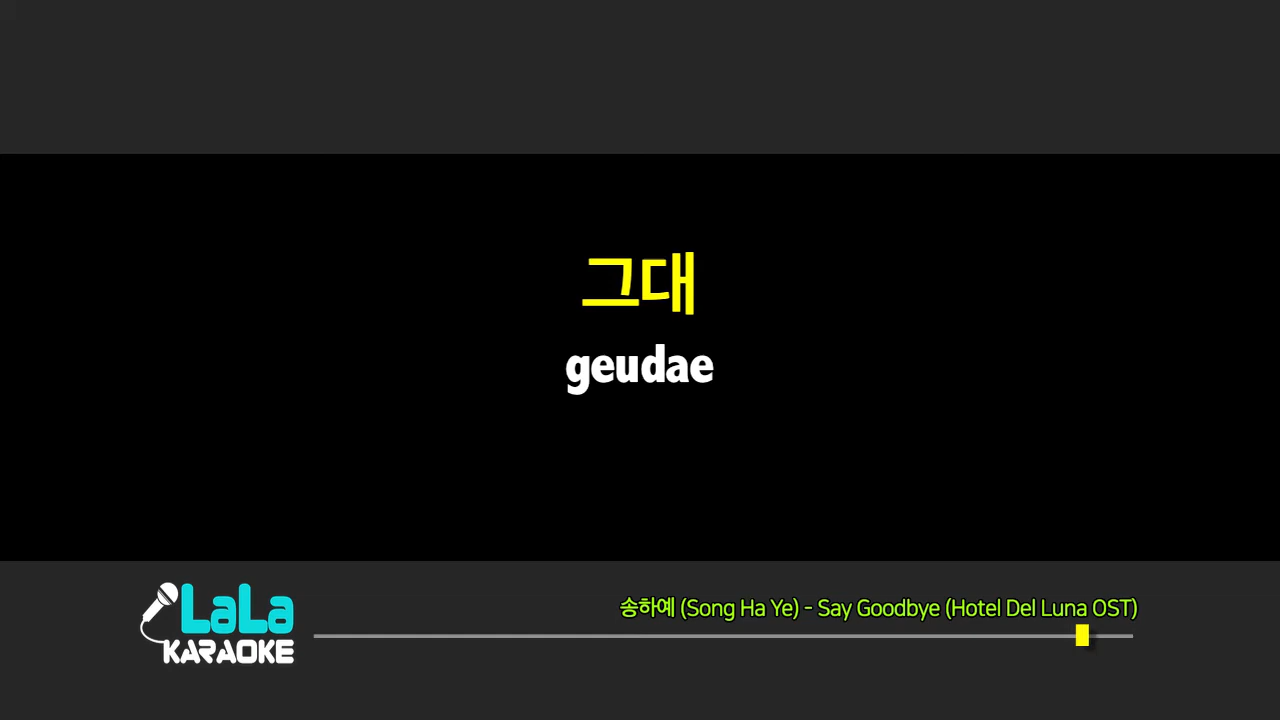 그대
geudae
송하예 (Song Ha Ye) - Say Goodbye (Hotel Del Luna OST)
LaLa
KARAOKE